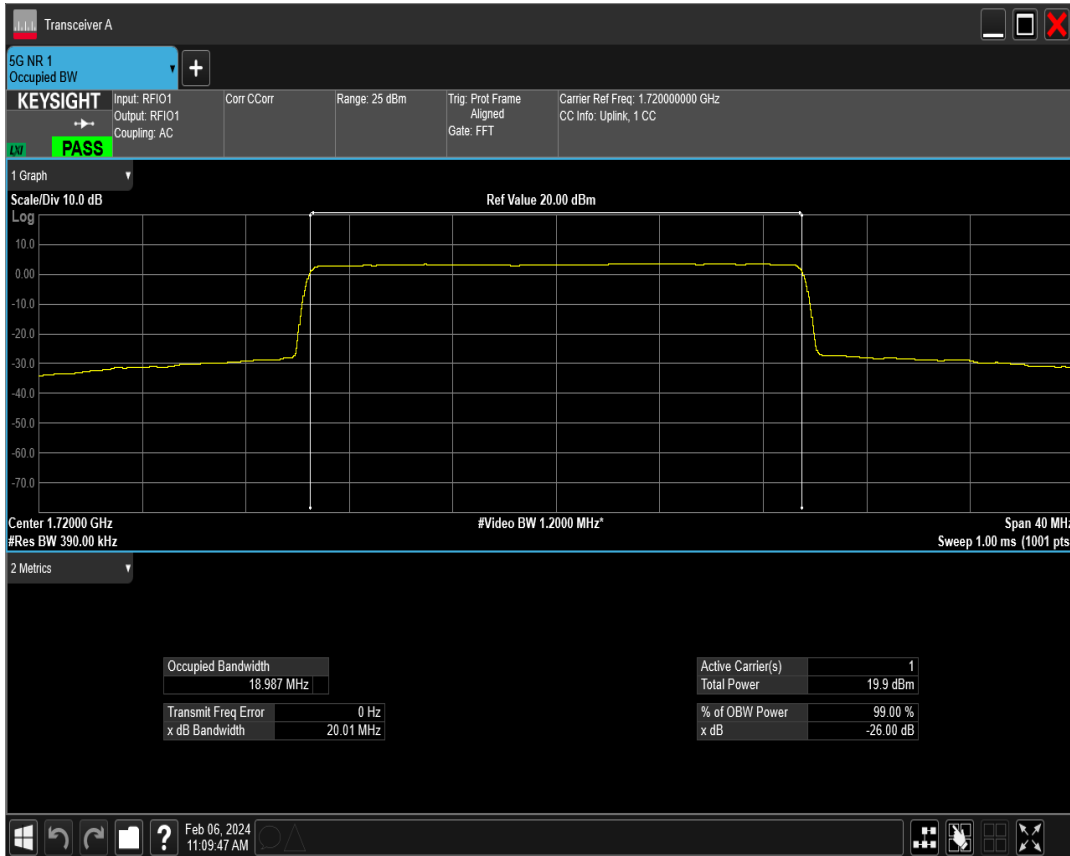 Transceiver A
5G NR 1
Occupied BW
KEYSIGHT
LXI
PASS
Input: RFIO1
Output: RFIO1
Coupling: AC
Corr CCorr
Range: 25 dBm
Trig: Prot Frame
Aligned
Gate: FFT
Carrier Ref Freq: 1.720000000 GHz
CC Info: Uplink, 1 CC
1 Graph
Scale/Div 10.0 dB
Ref Value 20.00 dBm
Log
10.0
0.00
-10.0
-20.0
-30.0
-40.0
-50.0
-60.0
-70.0
Center 1.72000 GHz
#Video BW 1.2000 MHz*
Span 40 MHz
#Res BW 390.00 kHz
Sweep 1.00 ms (1001 pts
2 Metrics
Occupied Bandwidth
18.987 MHz
Transmit Freq Error 0 Hz
x dB Bandwidth 20.01 MHz
Active Carrier(s) 1
Total Power 19.9 dBm
% of OBW Power 99.00 %
x dB -26.00 dB
?
Feb 06, 2024
11:09:47 AM